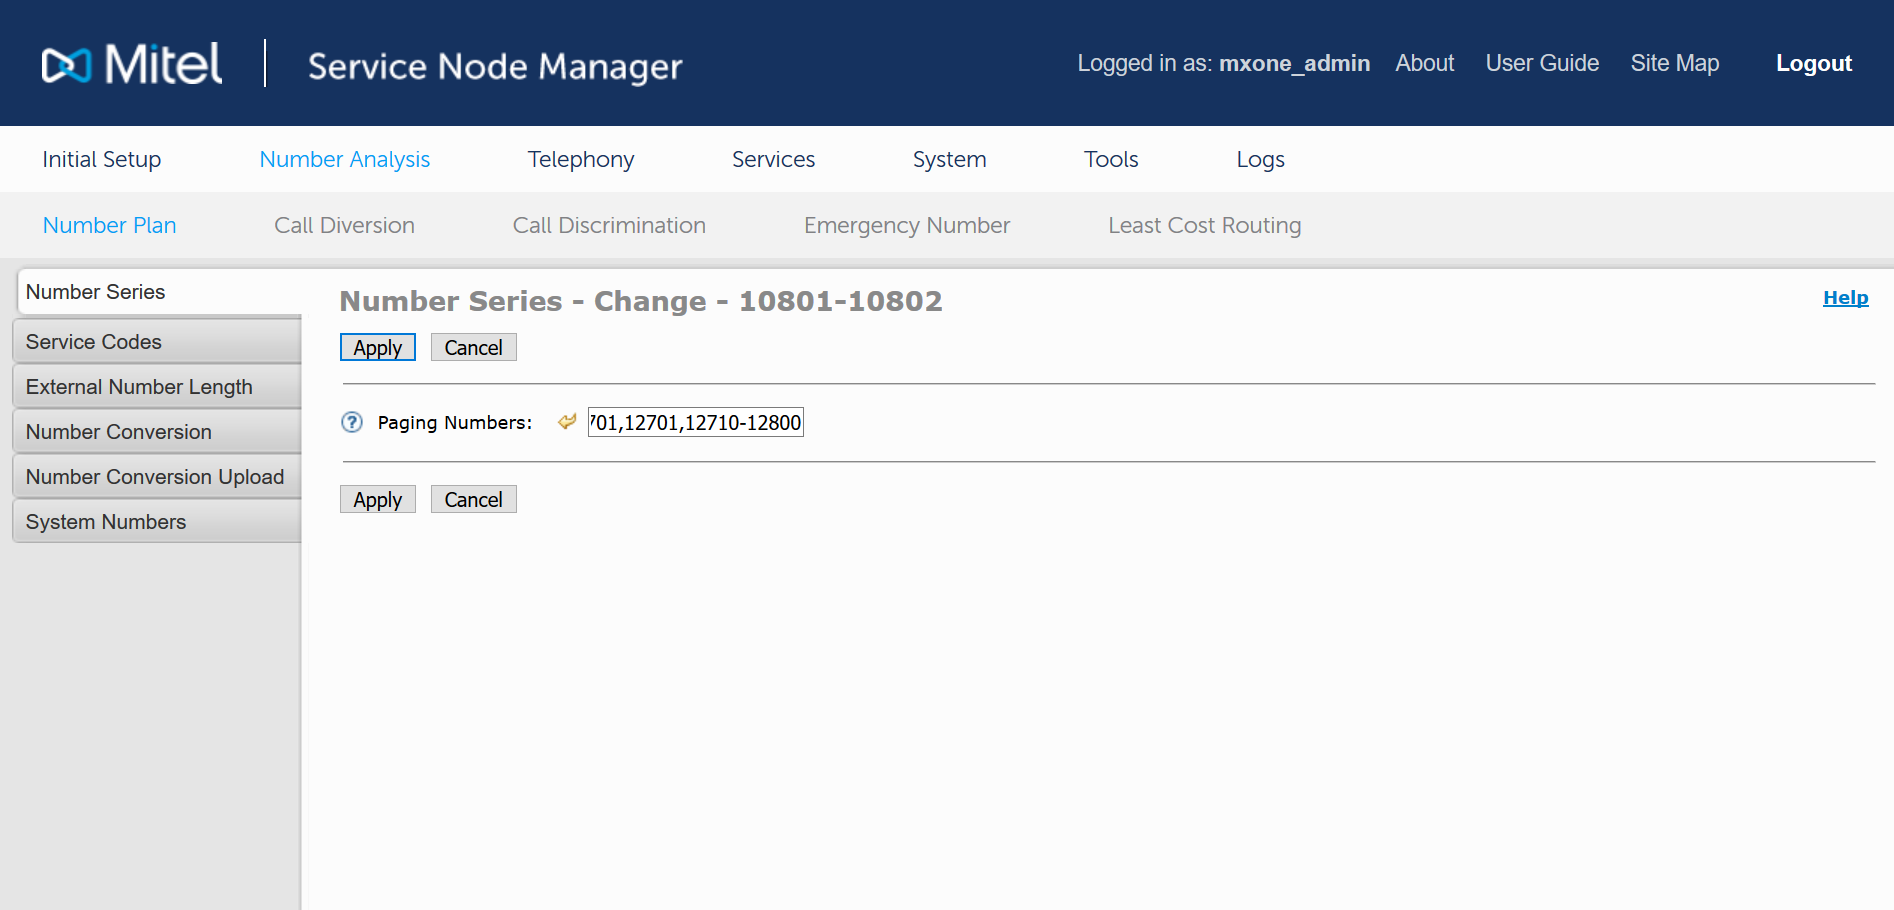 Mitel Service Node Manager Logged in as: mxone_admin About User Guide Site Map Logout
Initial Setup Number Analysis Telephony Services System Tools Logs
Number Plan Call Diversion Call Discrimination Emergency Number Least Cost Routing
Number Series
Service Codes
External Number Length
Number Conversion
Number Conversion Upload
System Numbers
Number Series - Change - 10801-10802 Help
Apply Cancel
? Paging Numbers: 701,12701,12710-12800
Apply Cancel